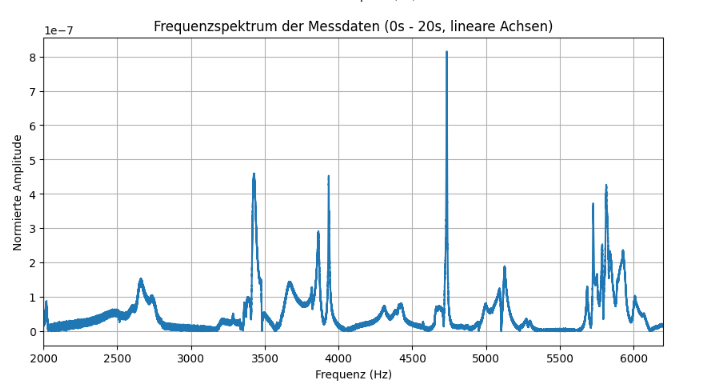 Frequenzspektrum der Messdaten (0s - 20s, lineare Achsen)
1e−7
8
7
6
5
4
3
2
1
0
Normierte Amplitude
2000 2500 3000 3500 4000 4500 5000 5500 6000
Frequenz (Hz)